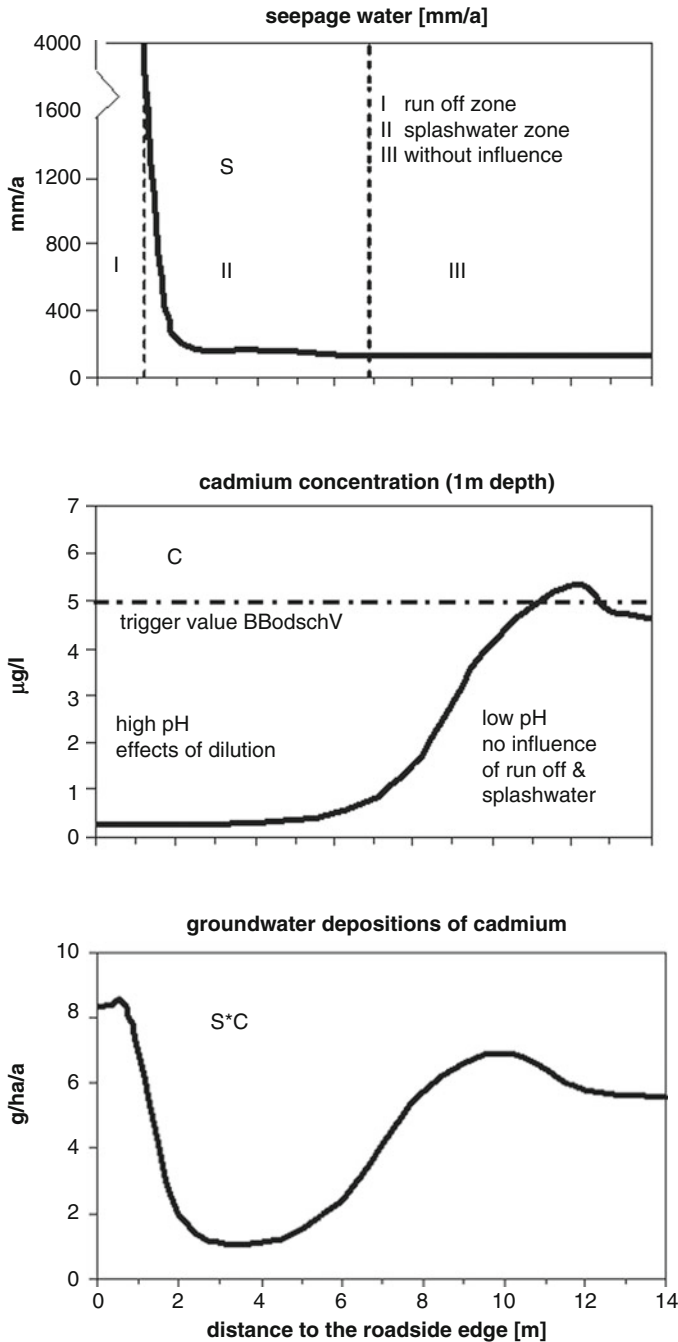 seepage water [mm/a]
4000
1600
1200
800
400
0
mm/a
I run off zone
II splashwater zone
III without influence
S
I
II
III
cadmium concentration (1m depth)
7
6
5
4
3
2
1
0
µg/l
C
trigger value BBodschV
high pH
effects of dilution
low pH
no influence
of run off &
splashwater
groundwater depositions of cadmium
10
8
6
4
2
0
g/ha/a
S*C
0 2 4 6 8 10 12 14
distance to the roadside edge [m]